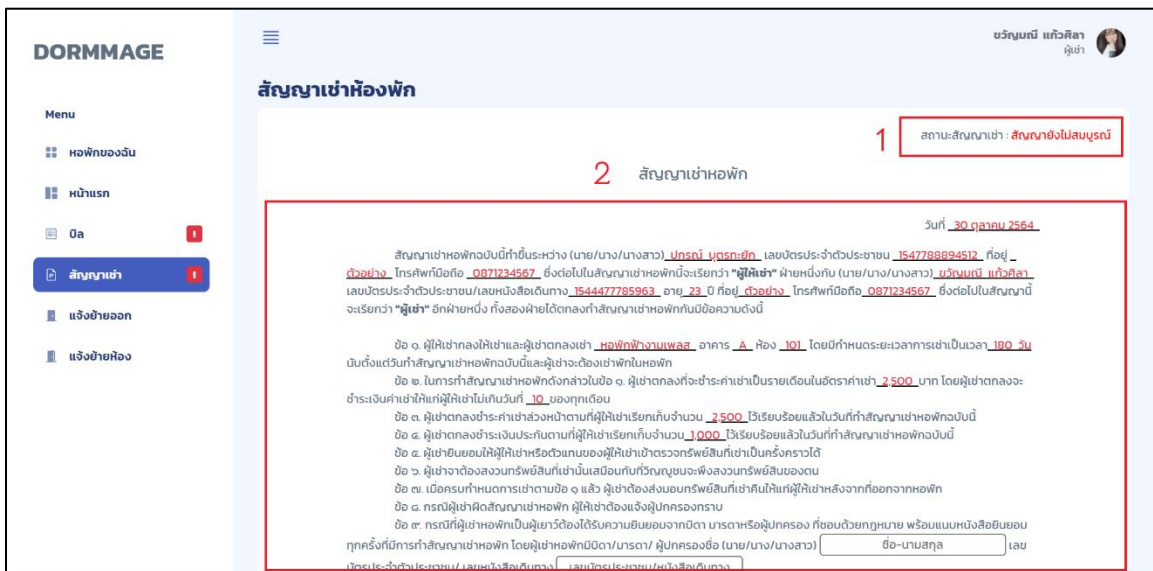 DORMMAGE
ขวัญมณี แก้วศิลา
ผู้เช่า
สัญญาเช่าห้องพัก
Menu
หอพักของฉัน
หน้าแรก
บิล
สัญญาเช่า
แจ้งย้ายออก
แจ้งย้ายห้อง
1
สถานะสัญญาเช่า : สัญญายังไม่สมบูรณ์
2
สัญญาเช่าหอพัก
วันที่ 30 ตุลาคม 2564
สัญญาเช่าหอพักฉบับนี้ทำขึ้นระหว่าง (นาย/นาง/นางสาว) ปกรณ์ บุตรทะยัก เลขบัตรประจำตัวประชาชน 1547788894512 ที่อยู่
ตัวอย่าง โทรศัพท์มือถือ 0871234567 ซึ่งต่อไปในสัญญาเช่าหอพักนี้จะเรียกว่า "ผู้ให้เช่า" ฝ่ายหนึ่งกับ (นาย/นาง/นางสาว) ขวัญมณี แก้วศิลา
เลขบัตรประจำตัวประชาชน/เลขหนังสือเดินทาง 1544477785963 อายุ 23 ปี ที่อยู่ ตัวอย่าง โทรศัพท์มือถือ 0871234567 ซึ่งต่อไปในสัญญานี้
จะเรียกว่า "ผู้เช่า" อีกฝ่ายหนึ่ง ทั้งสองฝ่ายได้ตกลงทำสัญญาเช่าหอพักกันมีข้อความดังนี้
ข้อ ๑. ผู้ให้เช่ากลงให้เช่าและผู้เช่าตกลงเช่า หอพักฟ้างามเพลส อาคาร A ห้อง 101 โดยมีกำหนดระยะเวลาการเช่าเป็นเวลา 180 วัน
นับตั้งแต่วันทำสัญญาเช่าหอพักฉบับนี้และผู้เช่าจะต้องเช่าพักในหอพัก
ข้อ ๒. ในการทำสัญญาเช่าหอพักดังกล่าวในข้อ ๑. ผู้เช่าตกลงที่จะชำระค่าเช่าเป็นรายเดือนในอัตราค่าเช่า 2,500 บาท โดยผู้เช่าตกลงจะ
ชำระเงินค่าเช่าให้แก่ผู้ให้เช่าไม่เกินวันที่ 10 ของทุกเดือน
ข้อ ๓. ผู้เช่าตกลงชำระค่าเช่าล่วงหน้าตามที่ผู้ให้เช่าเรียกเก็บจำนวน 2,500 ไว้เรียบร้อยแล้วในวันที่ทำสัญญาเช่าหอพักฉบับนี้
ข้อ ๔. ผู้เช่าตกลงชำระเงินประกันตามที่ผู้ให้เช่าเรียกเก็บจำนวน 1,000 ไว้เรียบร้อยแล้วในวันที่ทำสัญญาเช่าหอพักฉบับนี้
ข้อ ๕. ผู้เช่ายินยอมให้ผู้ให้เช่าหรือตัวแทนของผู้ให้เช่าเข้าตรวจทรัพย์สินที่เช่าเป็นครั้งคราวได้
ข้อ ๖. ผู้เช่าจาต้องสงวนทรัพย์สินที่เช่านั้นเสมือนกับที่วิญญูชนจะพึงสงวนทรัพย์สินของตน
ข้อ ๗. เมื่อครบกำหนดการเช่าตามข้อ ๑ แล้ว ผู้เช่าต้องส่งมอบทรัพย์สินที่เช่าคืนให้แก่ผู้ให้เช่าหลังจากที่ออกจากหอพัก
ข้อ ๘. กรณีผู้เช่าผิดสัญญาเช่าหอพัก ผู้ให้เช่าต้องแจ้งผู้ปกครองทราบ
ข้อ ๙. กรณีที่ผู้เช่าหอพักเป็นผู้เยาว์ต้องได้รับความยินยอมจากบิดา มารดาหรือผู้ปกครอง ที่ชอบด้วยกฎหมาย พร้อมแนบหนังสือยินยอม
ทุกครั้งที่มีการทำสัญญาเช่าหอพัก โดยผู้เช่าหอพักมีบิดา/มารดา/ ผู้ปกครองชื่อ (นาย/นาง/นางสาว) ชื่อ-นามสกุล เลข
บัตรประจำตัวประชาชน/ เลขหนังสือเดินทาง เลขบัตรประชาชน/หนังสือเดินทาง